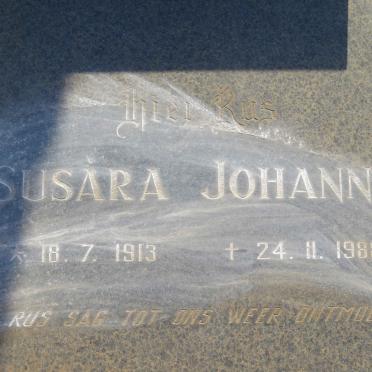 Hier Rus
SUSARA JOHANN
* 18. 7. 1913 † 24. 11. 198
RUS SAG TOT ONS WEER ONTMO